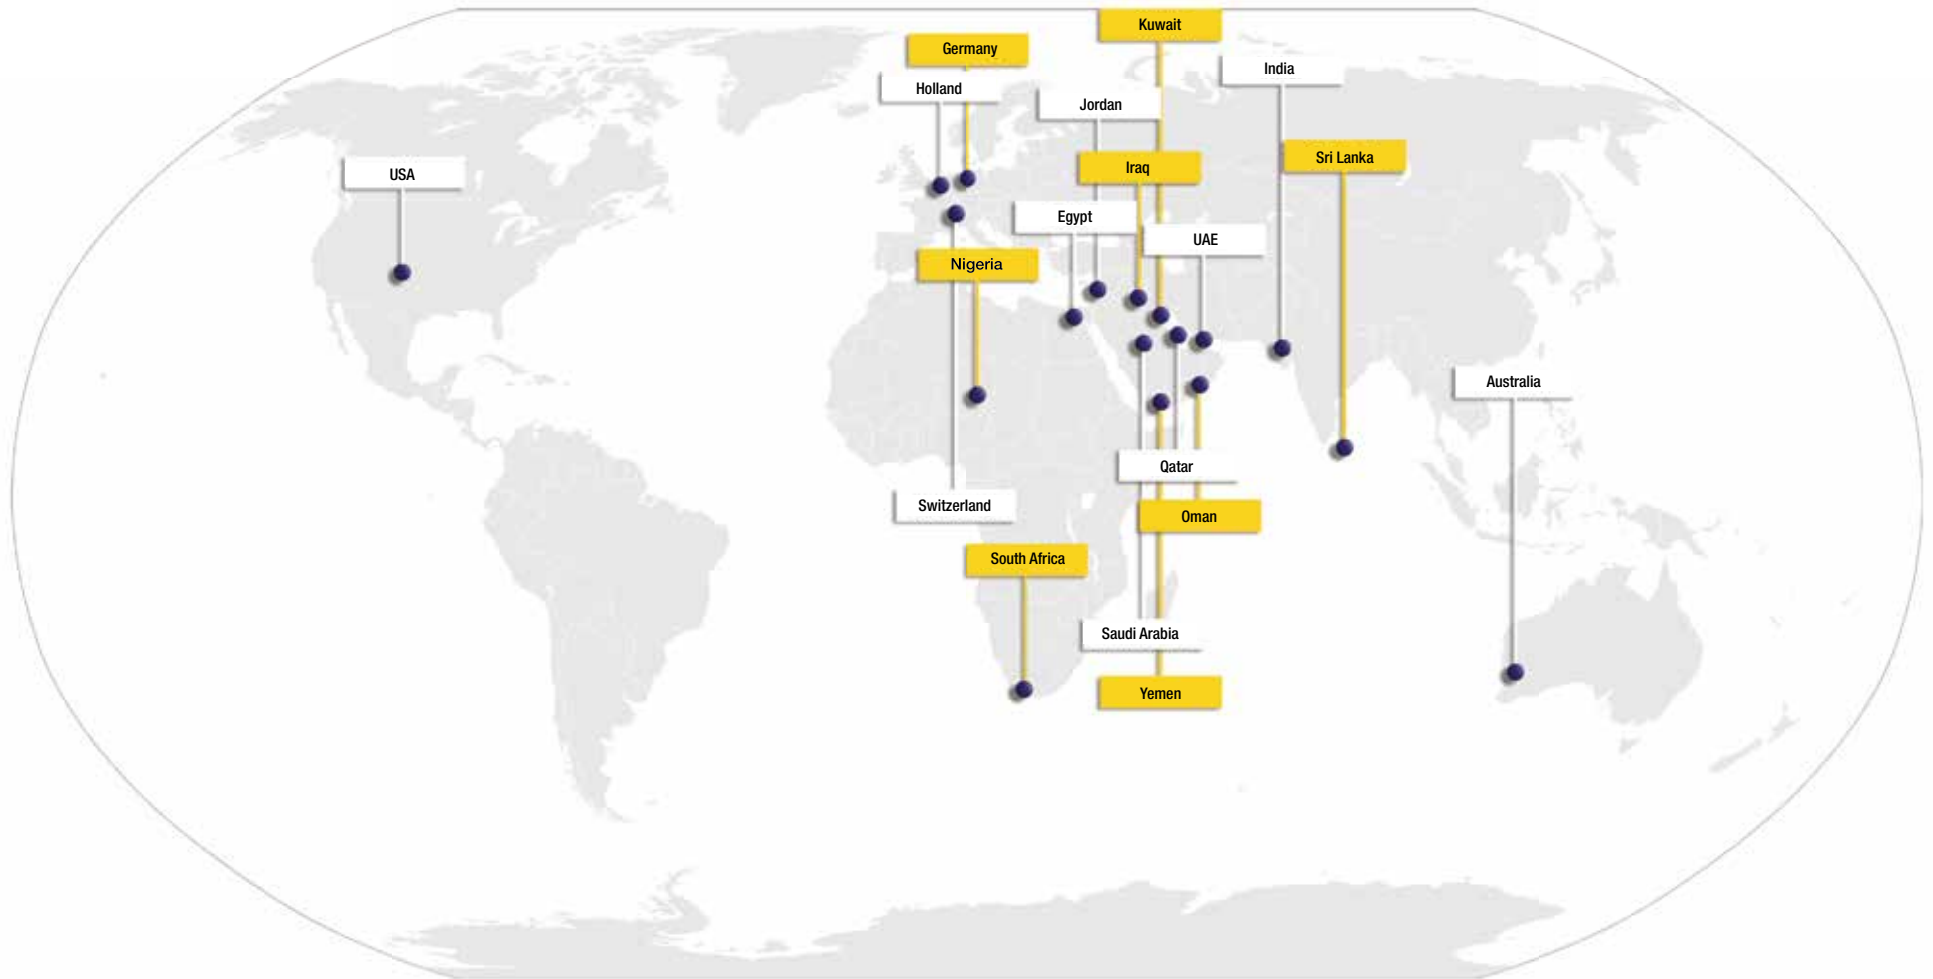 Kuwait
Germany
India
Holland
Jordan
Sri Lanka
Iraq
USA
Egypt
UAE
Nigeria
Australia
Qatar
Switzerland
Oman
South Africa
Saudi Arabia
Yemen